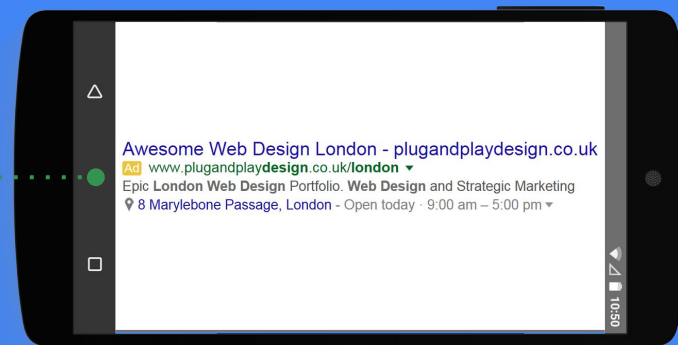 Awesome Web Design London - plugandplaydesign.co.uk
Ad www.plugandplaydesign.co.uk/london
Epic London Web Design Portfolio. Web Design and Strategic Marketing
8 Marylebone Passage, London - Open today · 9:00 am – 5:00 pm
10:50